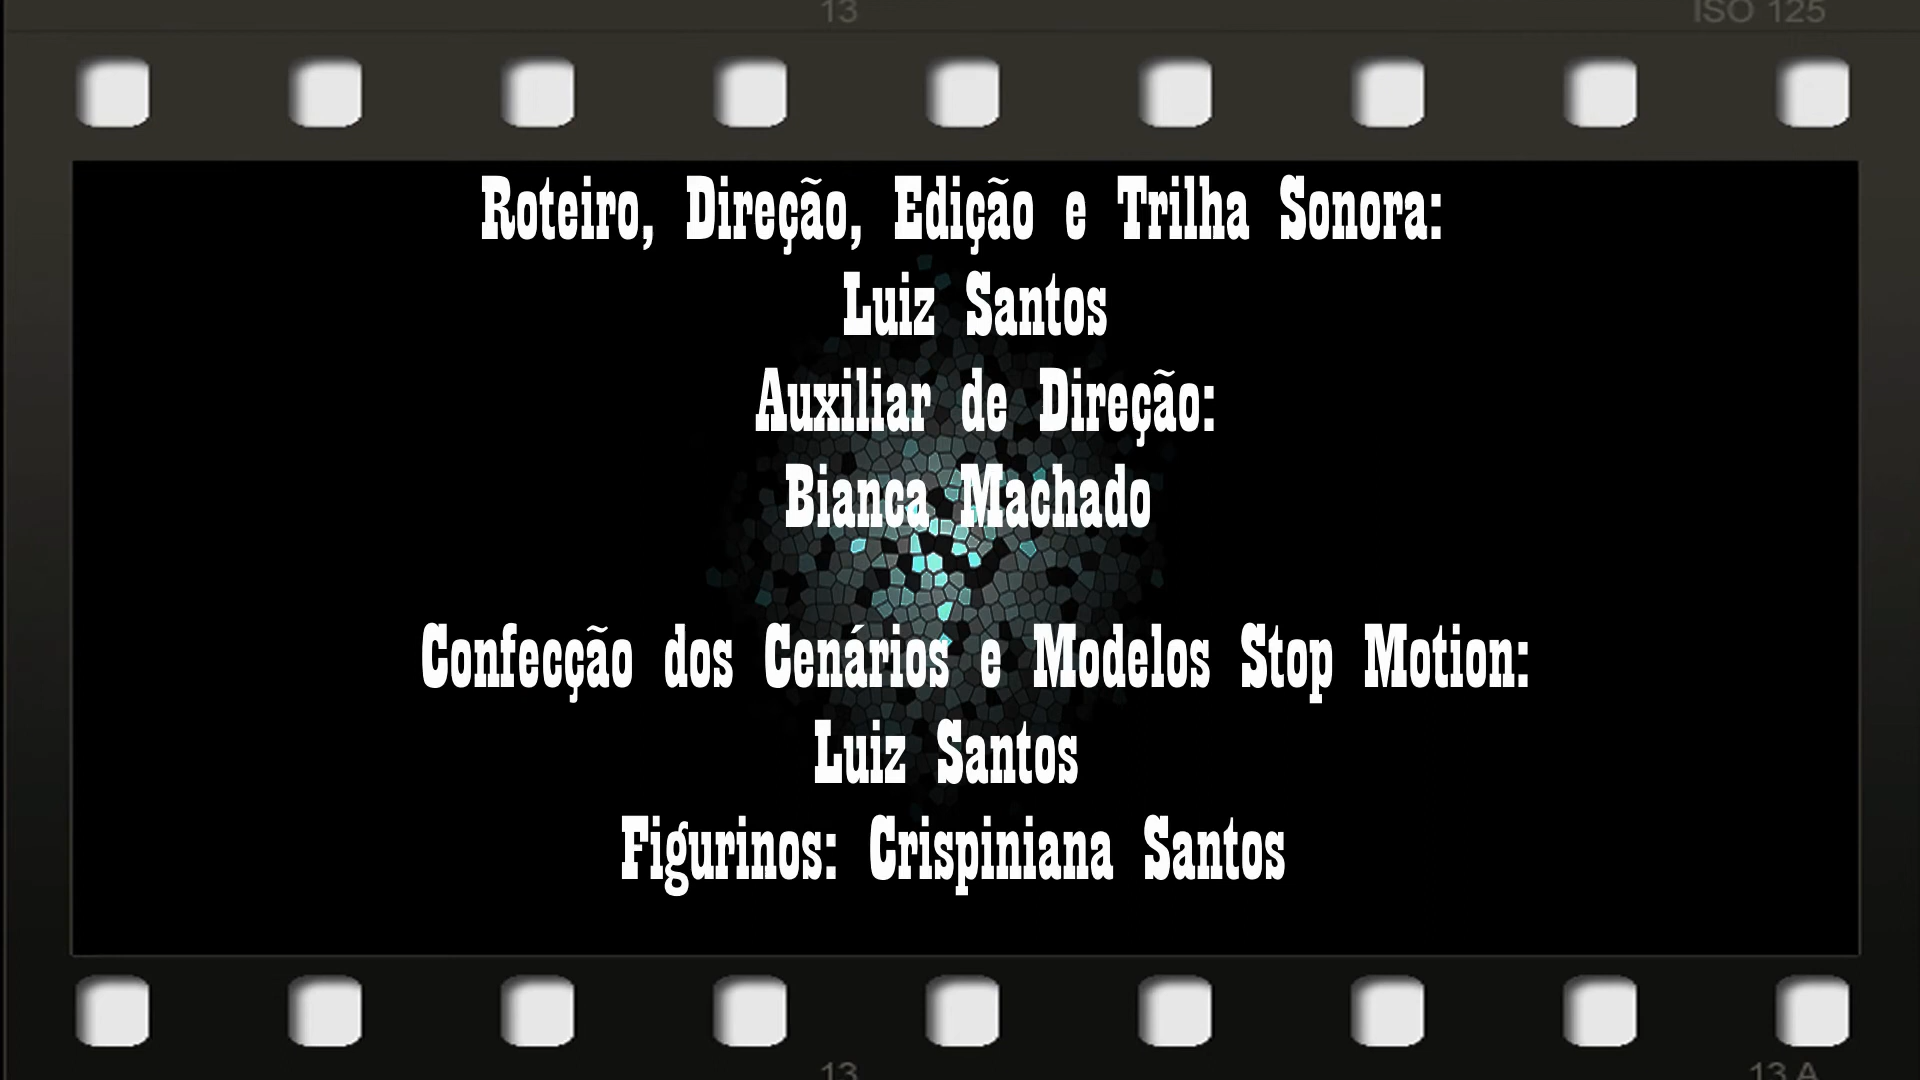 13 ISO 125
Roteiro, Direção, Edição e Trilha Sonora:
Luiz Santos
Auxiliar de Direção:
Bianca Machado
Confecção dos Cenários e Modelos Stop Motion:
Luiz Santos
Figurinos: Crispiniana Santos
13 13 A